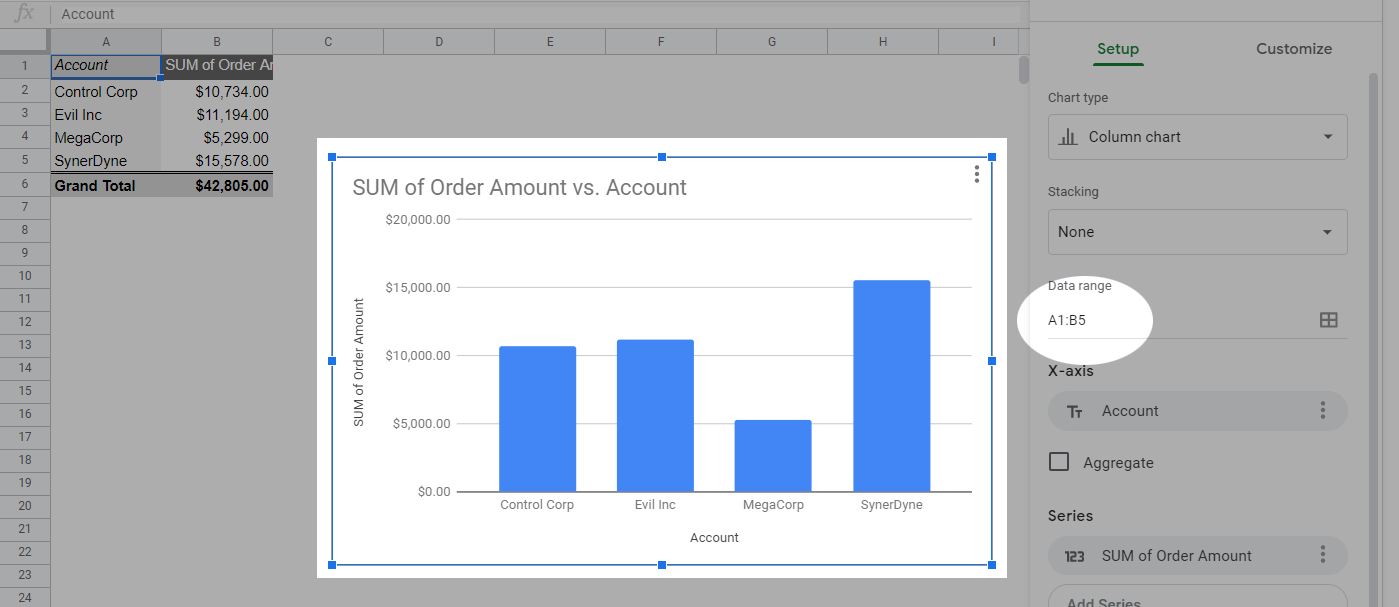 fx Account
A B C D E F G H I
1 Account SUM of Order Ar
2 Control Corp $10,734.00
3 Evil Inc $11,194.00
4 MegaCorp $5,299.00
5 SynerDyne $15,578.00
6 Grand Total $42,805.00
7
8
9
10
11
12
13
14
15
16
17
18
19
20
21
22
23
24
SUM of Order Amount vs. Account
$20,000.00
$15,000.00
$10,000.00
$5,000.00
$0.00
SUM of Order Amount
Control Corp Evil Inc MegaCorp SynerDyne
Account
Setup Customize
Chart type
Column chart
Stacking
None
Data range
A1:B5
X-axis
Tт Account
Aggregate
Series
123 SUM of Order Amount
Add Series